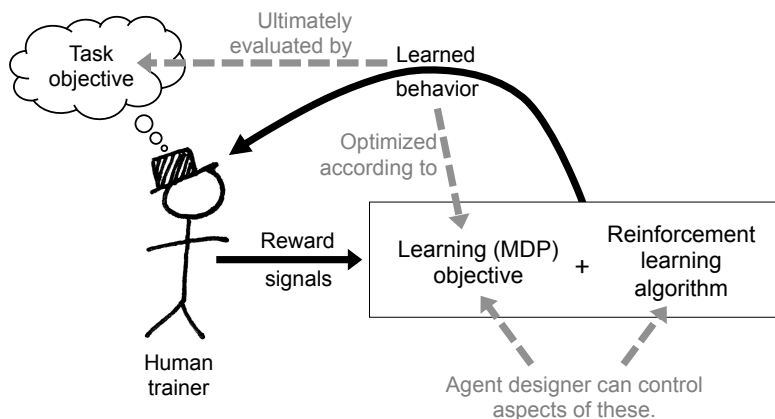 Ultimately
evaluated by
Task
objective
Learned
behavior
Optimized
according to
Reward
signals
Learning (MDP)
objective
+
Reinforcement
learning
algorithm
Human
trainer
Agent designer can control
aspects of these.